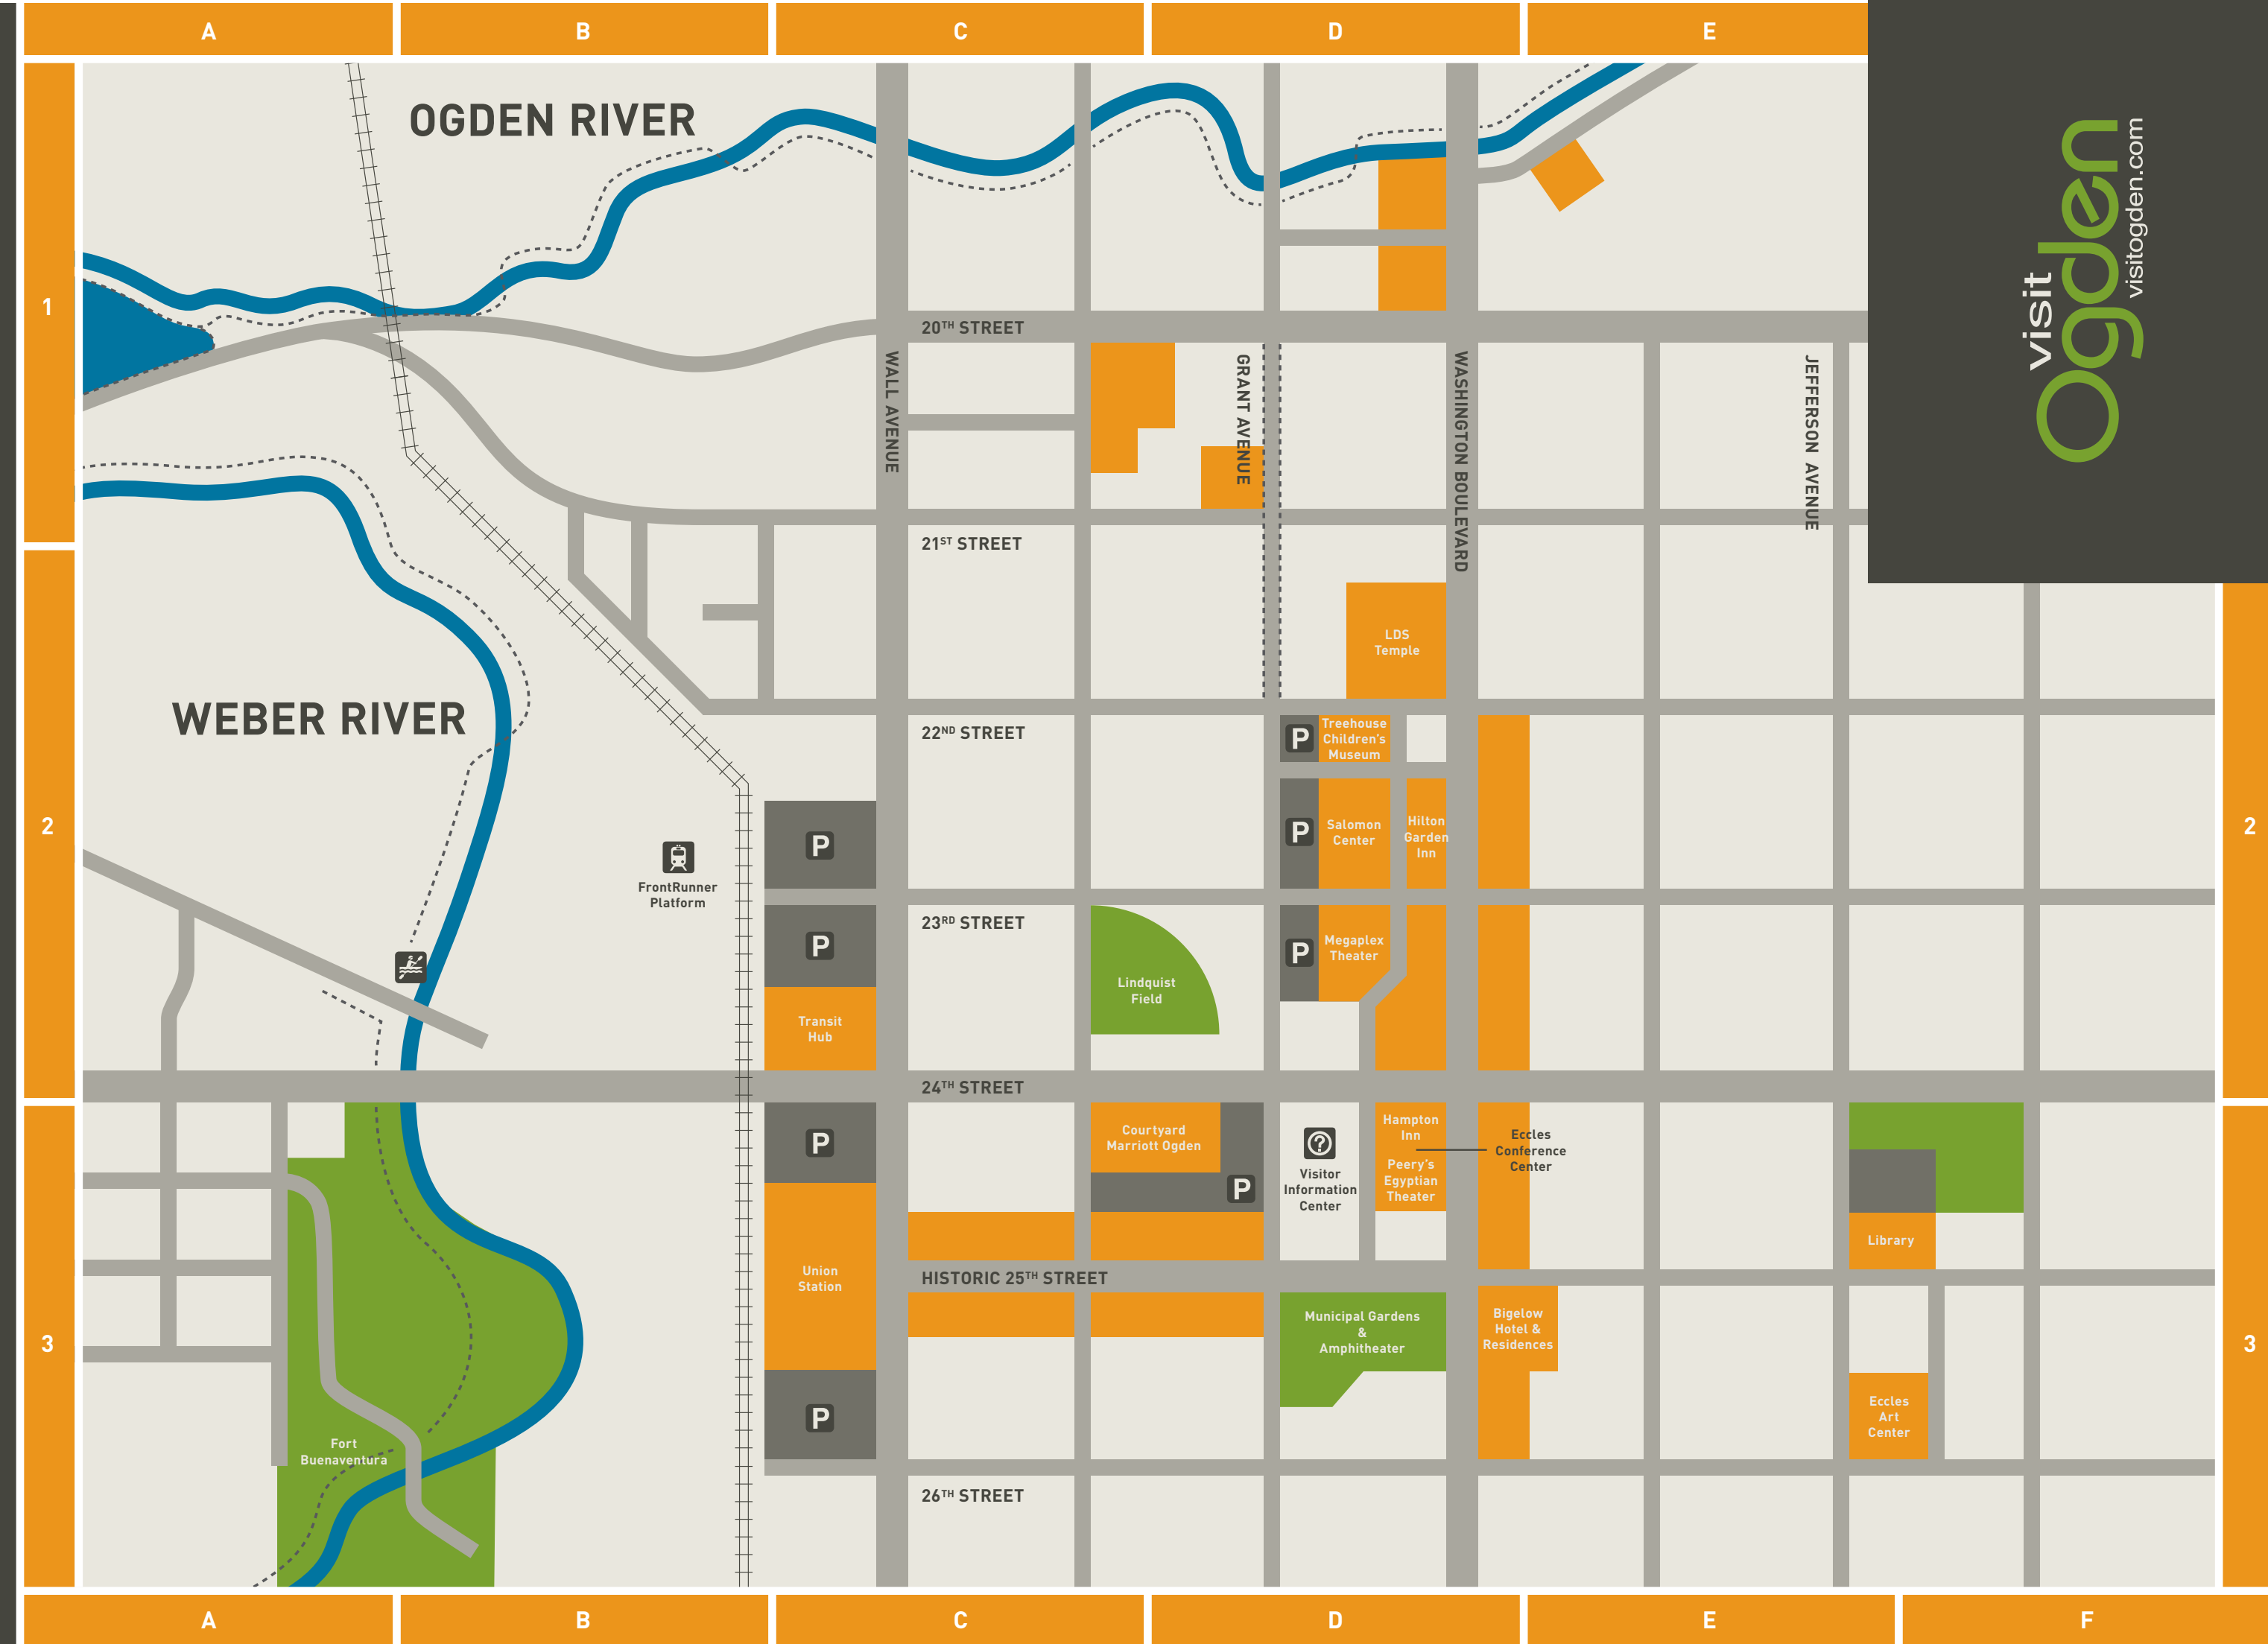 A
B
C
D
E
OGDEN RIVER
visit
Ogden
visitogden.com
1
20TH STREET
WALL AVENUE
GRANT AVENUE
WASHINGTON BOULEVARD
JEFFERSON AVENUE
21ST STREET
LDS
Temple
WEBER RIVER
22ND STREET
P
Treehouse
Children's
Museum
2
P
P
Salomon
Center
Hilton
Garden
Inn
2
FrontRunner
Platform
23RD STREET
P
P
Megaplex
Theater
Lindquist
Field
Transit
Hub
24TH STREET
P
Courtyard
Marriott Ogden
P
?
Visitor
Information
Center
Hampton
Inn
Peery's
Egyptian
Theater
Eccles
Conference
Center
Library
Union
Station
HISTORIC 25TH STREET
3
Municipal Gardens
&
Amphitheater
Bigelow
Hotel &
Residences
3
P
Eccles
Art
Center
Fort
Buenaventura
26TH STREET
A
B
C
D
E
F